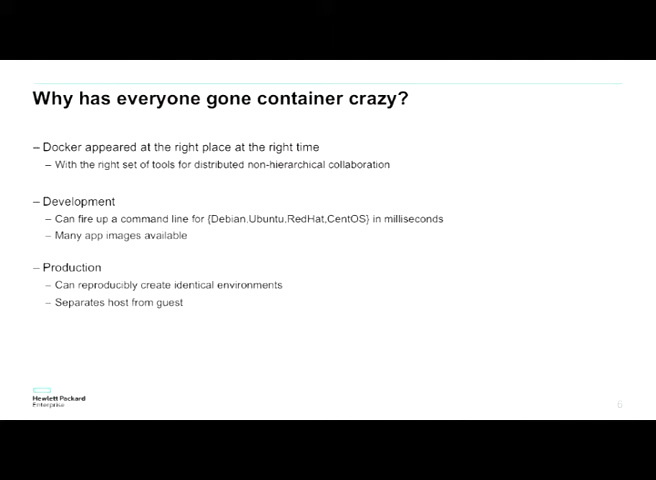 Why has everyone gone container crazy?
– Docker appeared at the right place at the right time
– With the right set of tools for distributed non-hierarchical collaboration
– Development
– Can fire up a command line for {Debian,Ubuntu,RedHat,CentOS} in milliseconds
– Many app images available
– Production
– Can reproducibly create identical environments
– Separates host from guest
Hewlett Packard
Enterprise
6